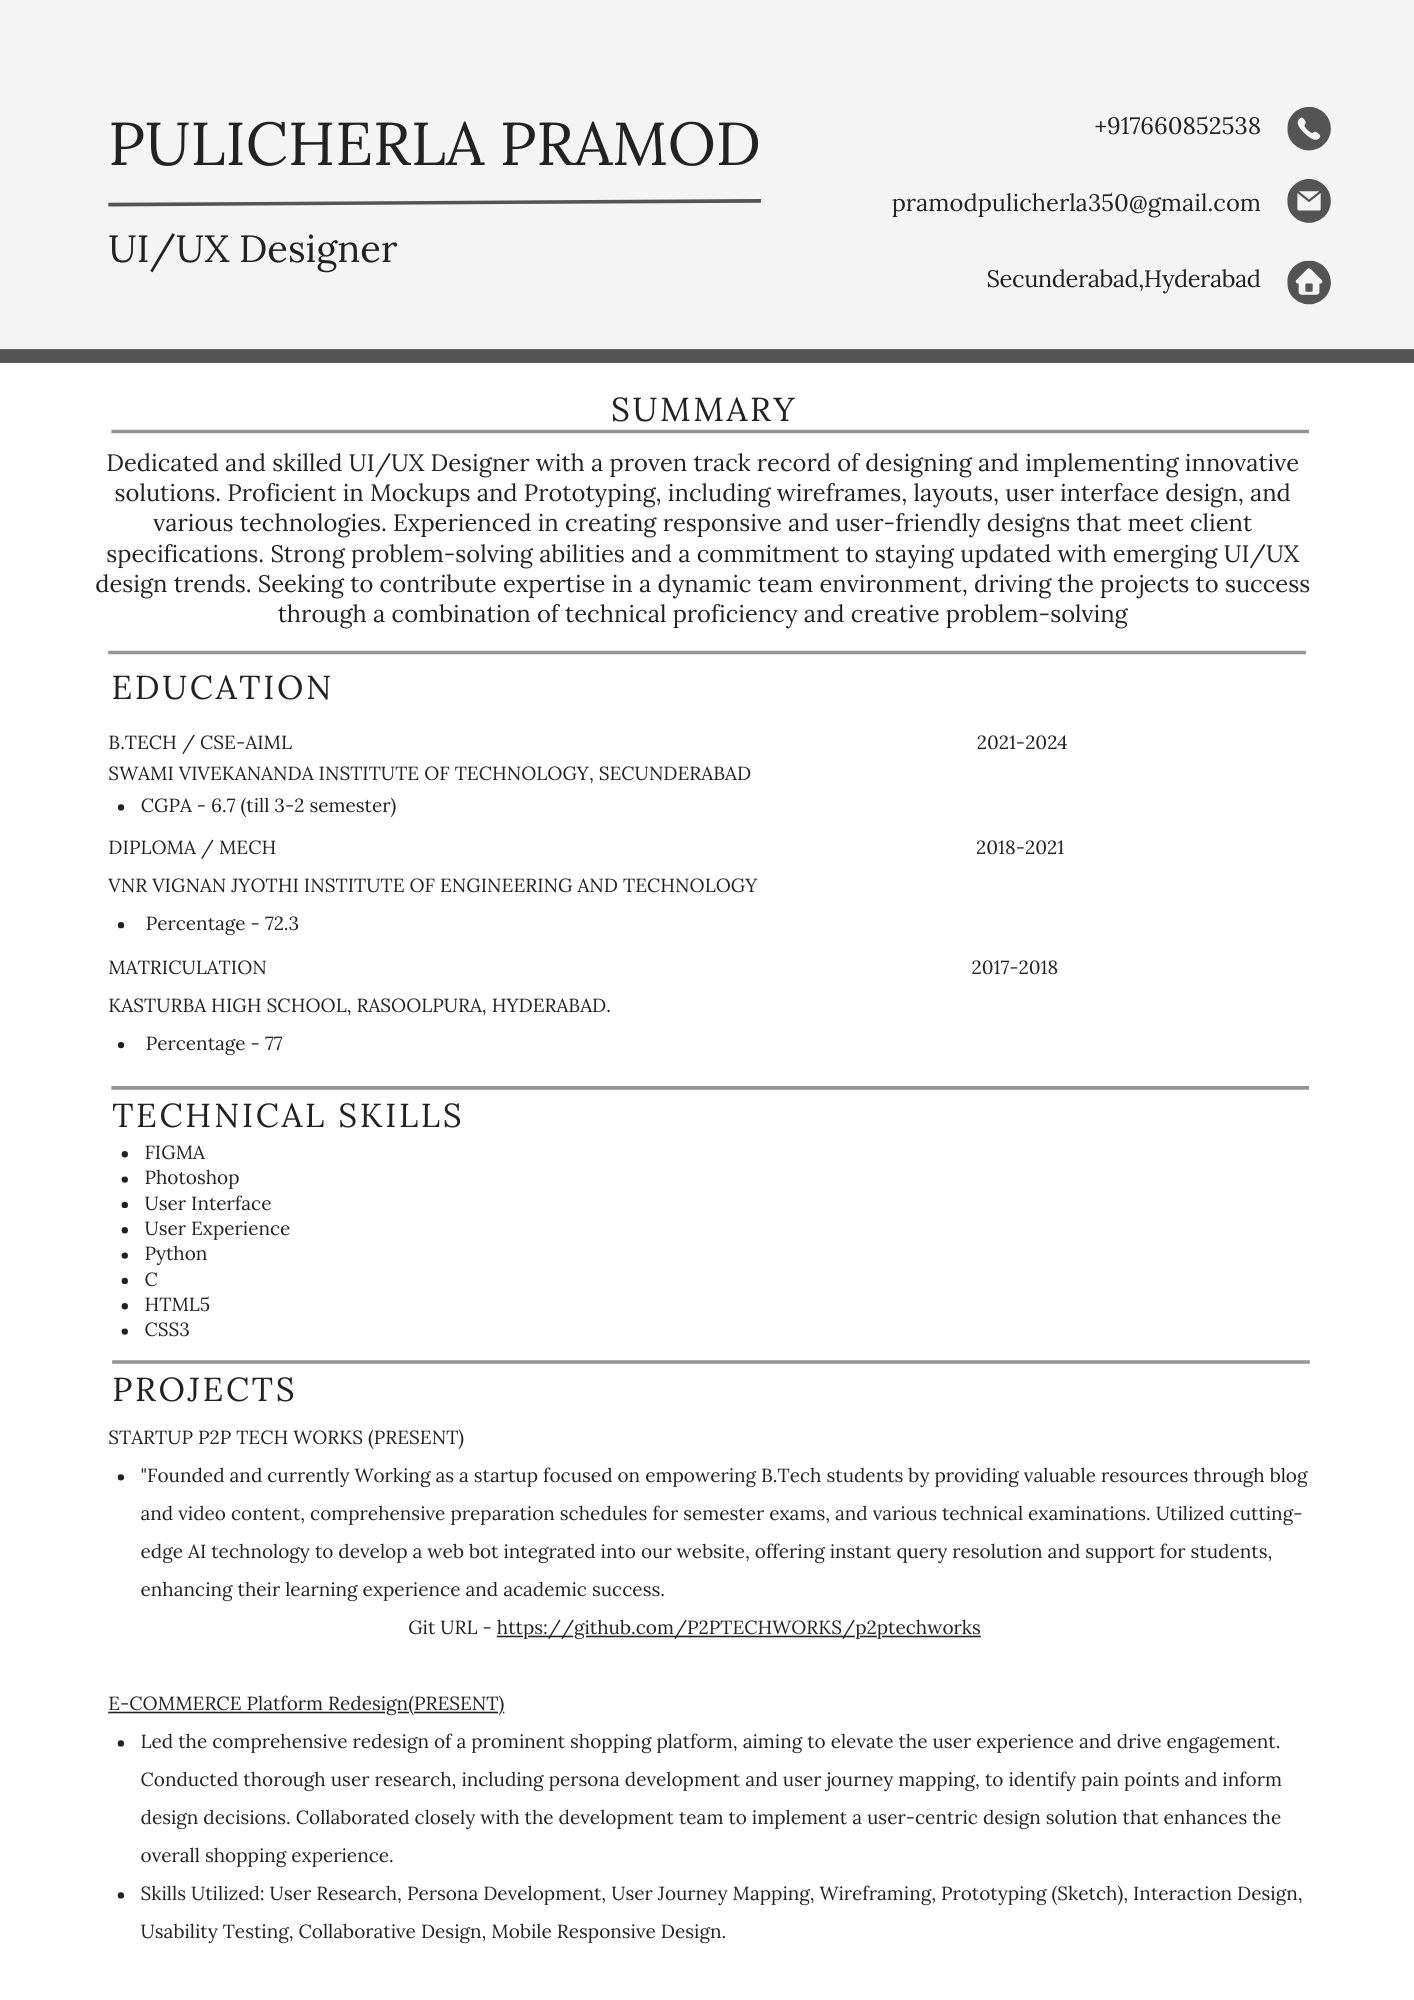 PULICHERLA PRAMOD
UI/UX Designer
+917660852538
pramodpulicherla350@gmail.com
Secunderabad,Hyderabad
SUMMARY
Dedicated and skilled UI/UX Designer with a proven track record of designing and implementing innovative
solutions. Proficient in Mockups and Prototyping, including wireframes, layouts, user interface design, and
various technologies. Experienced in creating responsive and user-friendly designs that meet client
specifications. Strong problem-solving abilities and a commitment to staying updated with emerging UI/UX
design trends. Seeking to contribute expertise in a dynamic team environment, driving the projects to success
through a combination of technical proficiency and creative problem-solving
EDUCATION
B.TECH / CSE-AIML 2021-2024
SWAMI VIVEKANANDA INSTITUTE OF TECHNOLOGY, SECUNDERABAD
• CGPA - 6.7 (till 3-2 semester)
DIPLOMA / MECH 2018-2021
VNR VIGNAN JYOTHI INSTITUTE OF ENGINEERING AND TECHNOLOGY
• Percentage - 72.3
MATRICULATION 2017-2018
KASTURBA HIGH SCHOOL, RASOOLPURA, HYDERABAD.
• Percentage - 77
TECHNICAL SKILLS
• FIGMA
• Photoshop
• User Interface
• User Experience
• Python
• C
• HTML5
• CSS3
PROJECTS
STARTUP P2P TECH WORKS (PRESENT)
• "Founded and currently Working as a startup focused on empowering B.Tech students by providing valuable resources through blog
and video content, comprehensive preparation schedules for semester exams, and various technical examinations. Utilized cutting-
edge AI technology to develop a web bot integrated into our website, offering instant query resolution and support for students,
enhancing their learning experience and academic success.
Git URL - https://github.com/P2PTECHWORKS/p2ptechworks
E-COMMERCE Platform Redesign(PRESENT)
• Led the comprehensive redesign of a prominent shopping platform, aiming to elevate the user experience and drive engagement.
Conducted thorough user research, including persona development and user journey mapping, to identify pain points and inform
design decisions. Collaborated closely with the development team to implement a user-centric design solution that enhances the
overall shopping experience.
• Skills Utilized: User Research, Persona Development, User Journey Mapping, Wireframing, Prototyping (Sketch), Interaction Design,
Usability Testing, Collaborative Design, Mobile Responsive Design.